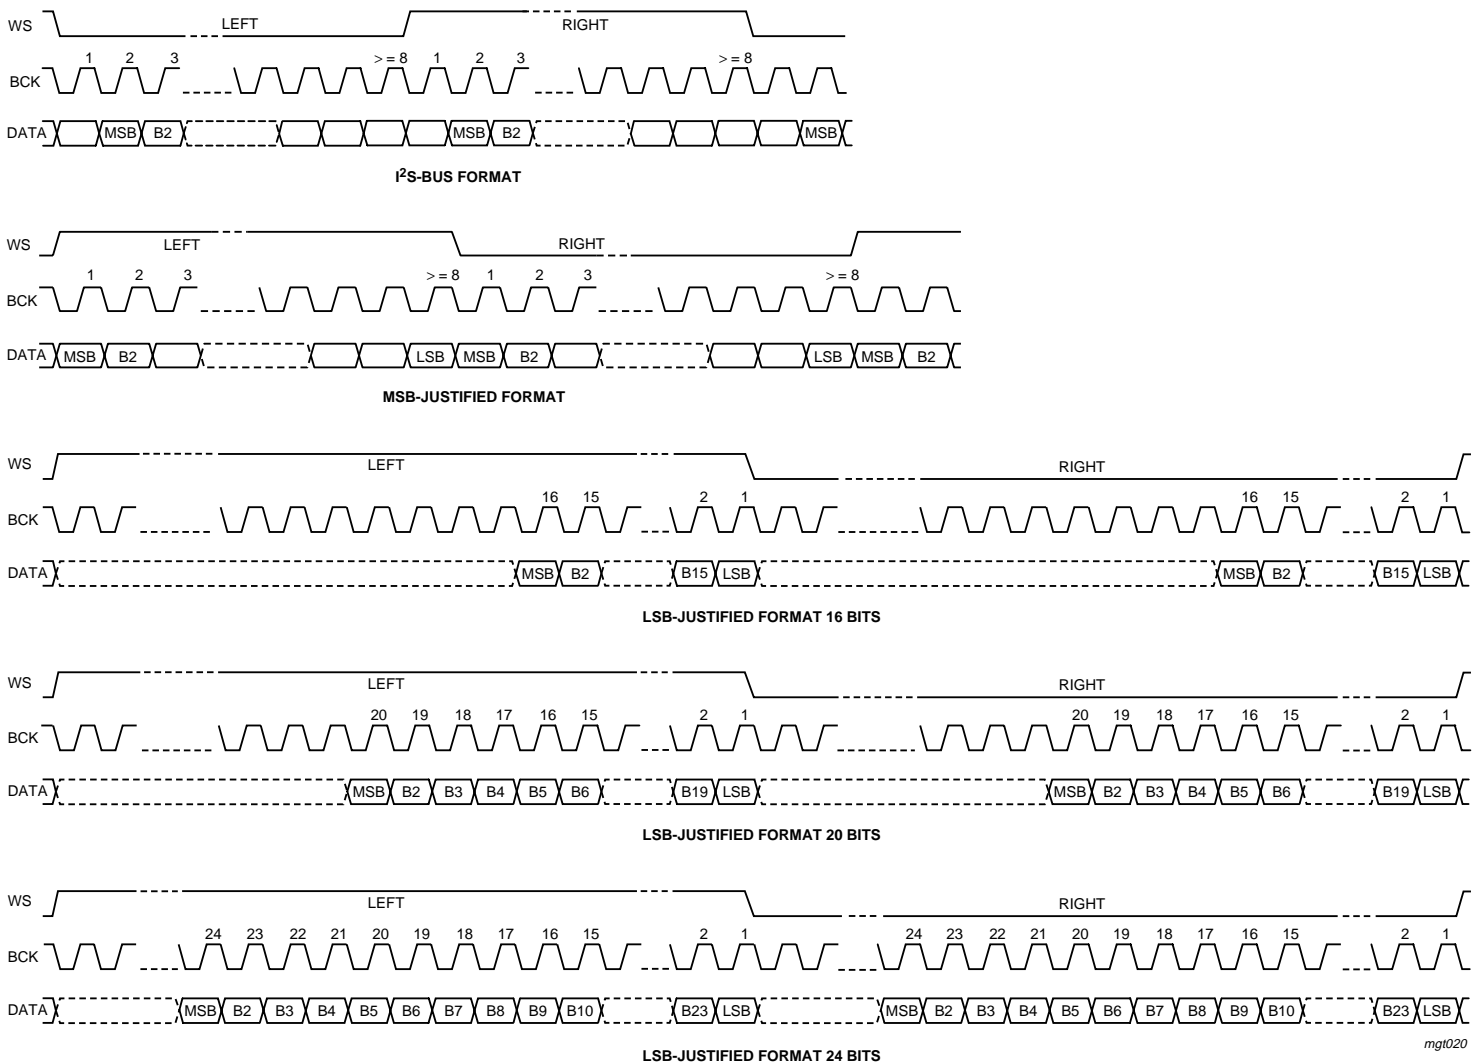 WS LEFT RIGHT
1 2 3 > = 8 1 2 3 > = 8
BCK
DATA MSB B2 MSB B2 MSB
I²S-BUS FORMAT
WS LEFT RIGHT
1 2 3 > = 8 1 2 3 > = 8
BCK
DATA MSB B2 LSB MSB B2 LSB MSB B2
MSB-JUSTIFIED FORMAT
WS LEFT RIGHT
16 15 2 1 16 15 2 1
BCK
DATA MSB B2 B15 LSB MSB B2 B15 LSB
LSB-JUSTIFIED FORMAT 16 BITS
WS LEFT RIGHT
20 19 18 17 16 15 2 1 20 19 18 17 16 15 2 1
BCK
DATA MSB B2 B3 B4 B5 B6 B19 LSB MSB B2 B3 B4 B5 B6 B19 LSB
LSB-JUSTIFIED FORMAT 20 BITS
WS LEFT RIGHT
24 23 22 21 20 19 18 17 16 15 2 1 24 23 22 21 20 19 18 17 16 15 2 1
BCK
DATA MSB B2 B3 B4 B5 B6 B7 B8 B9 B10 B23 LSB MSB B2 B3 B4 B5 B6 B7 B8 B9 B10 B23 LSB
LSB-JUSTIFIED FORMAT 24 BITS
mgt020